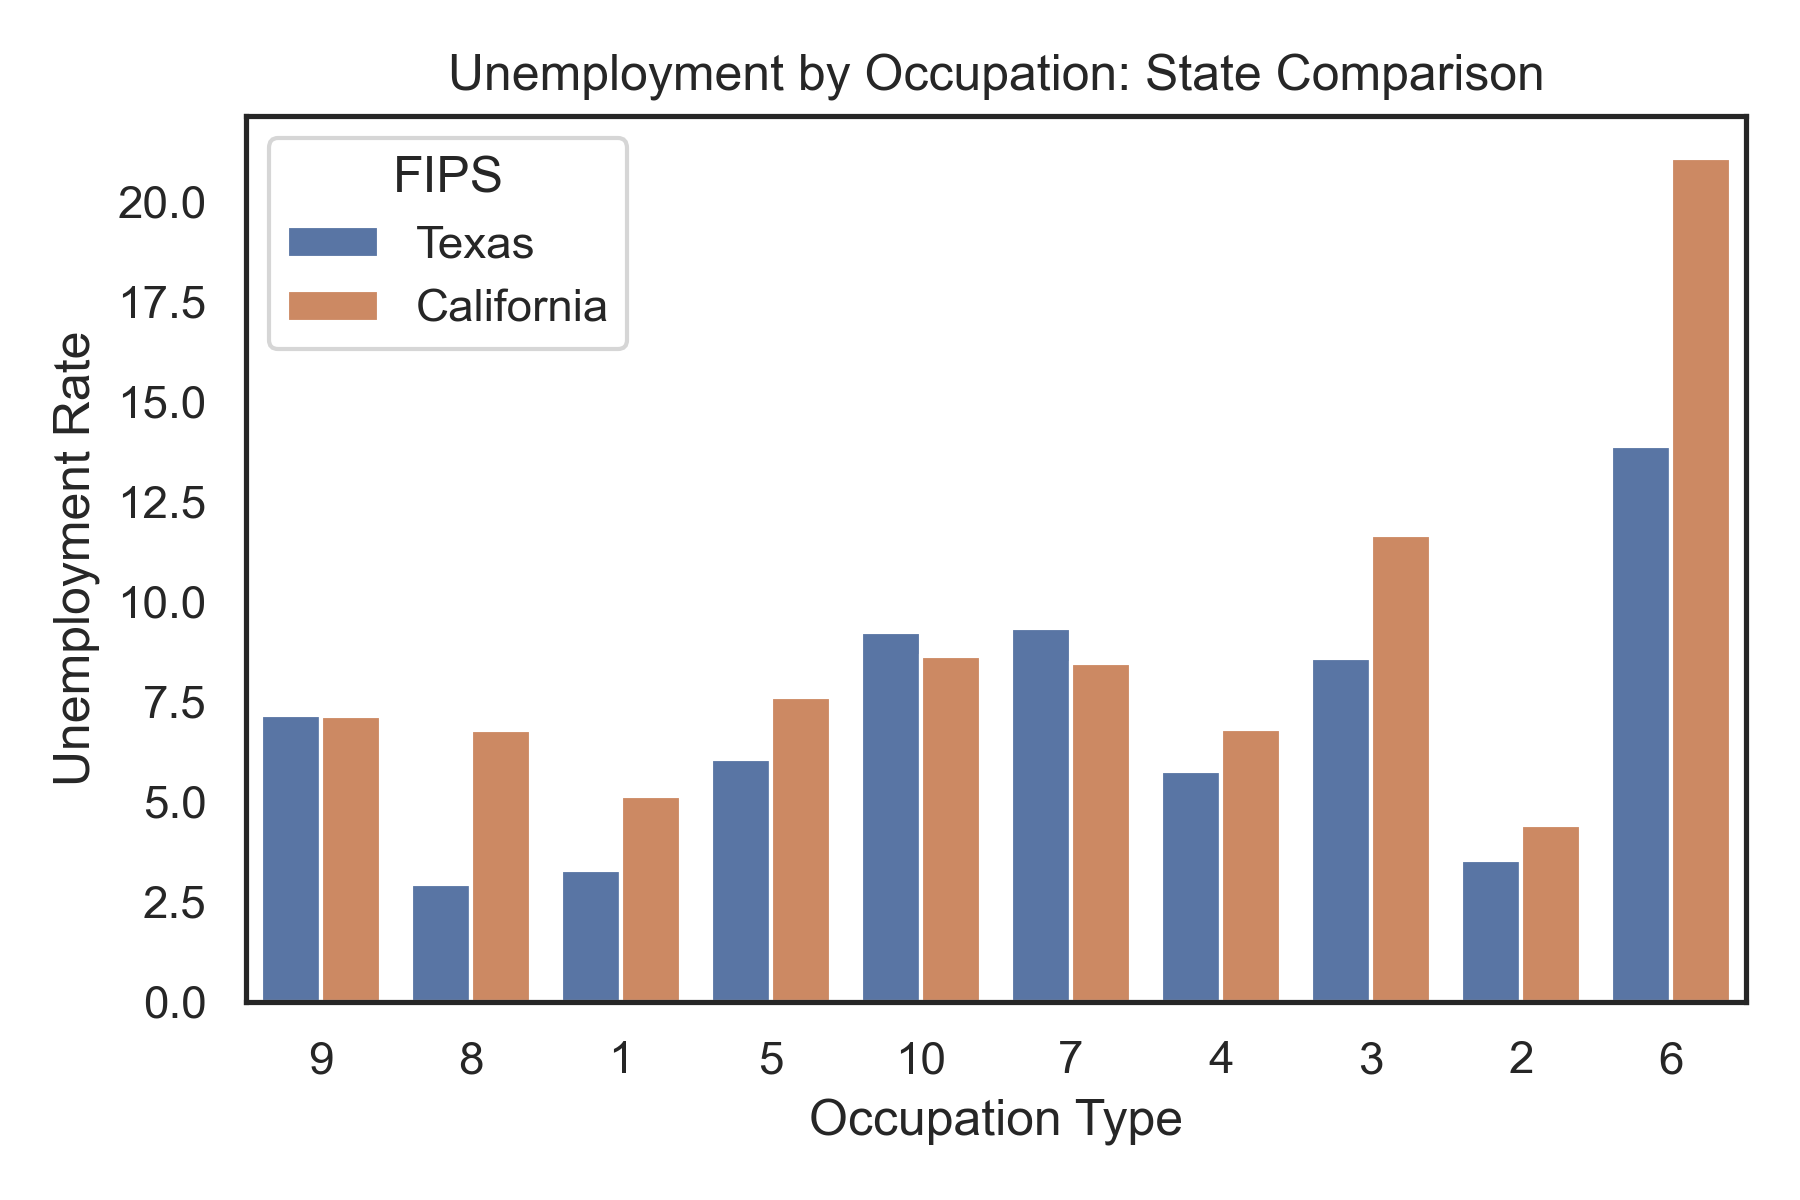 Unemployment by Occupation: State Comparison
FIPS
Texas
California
Unemployment Rate
20.0
17.5
15.0
12.5
10.0
7.5
5.0
2.5
0.0
9 8 1 5 10 7 4 3 2 6
Occupation Type